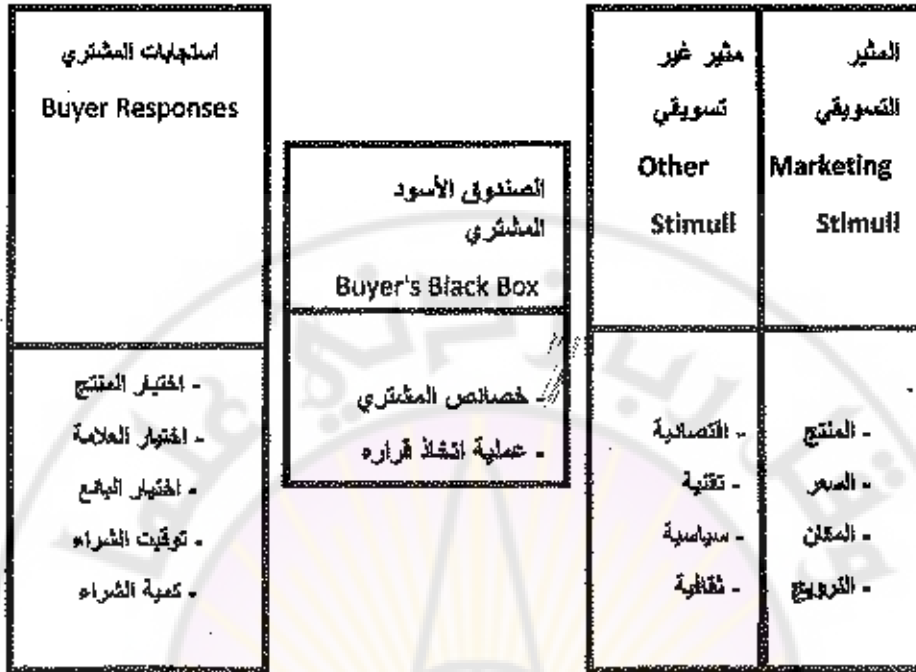 المثير
التسويقي
Marketing
Stimuli
- المنتج
- السعر
- المكان
- الترويج
مثير غير
تسويقي
Other
Stimuli
- اقتصادية
- تقنية
- سياسية
- ثقافية
الصندوق الأسود
المشتري
Buyer's Black Box
- خصائص المشتري
- عملية اتخاذ قراره
استجابات المشتري
Buyer Responses
- اختيار المنتج
- اختيار العلامة
- اختيار البائع
- توقيت الشراء
- كمية الشراء